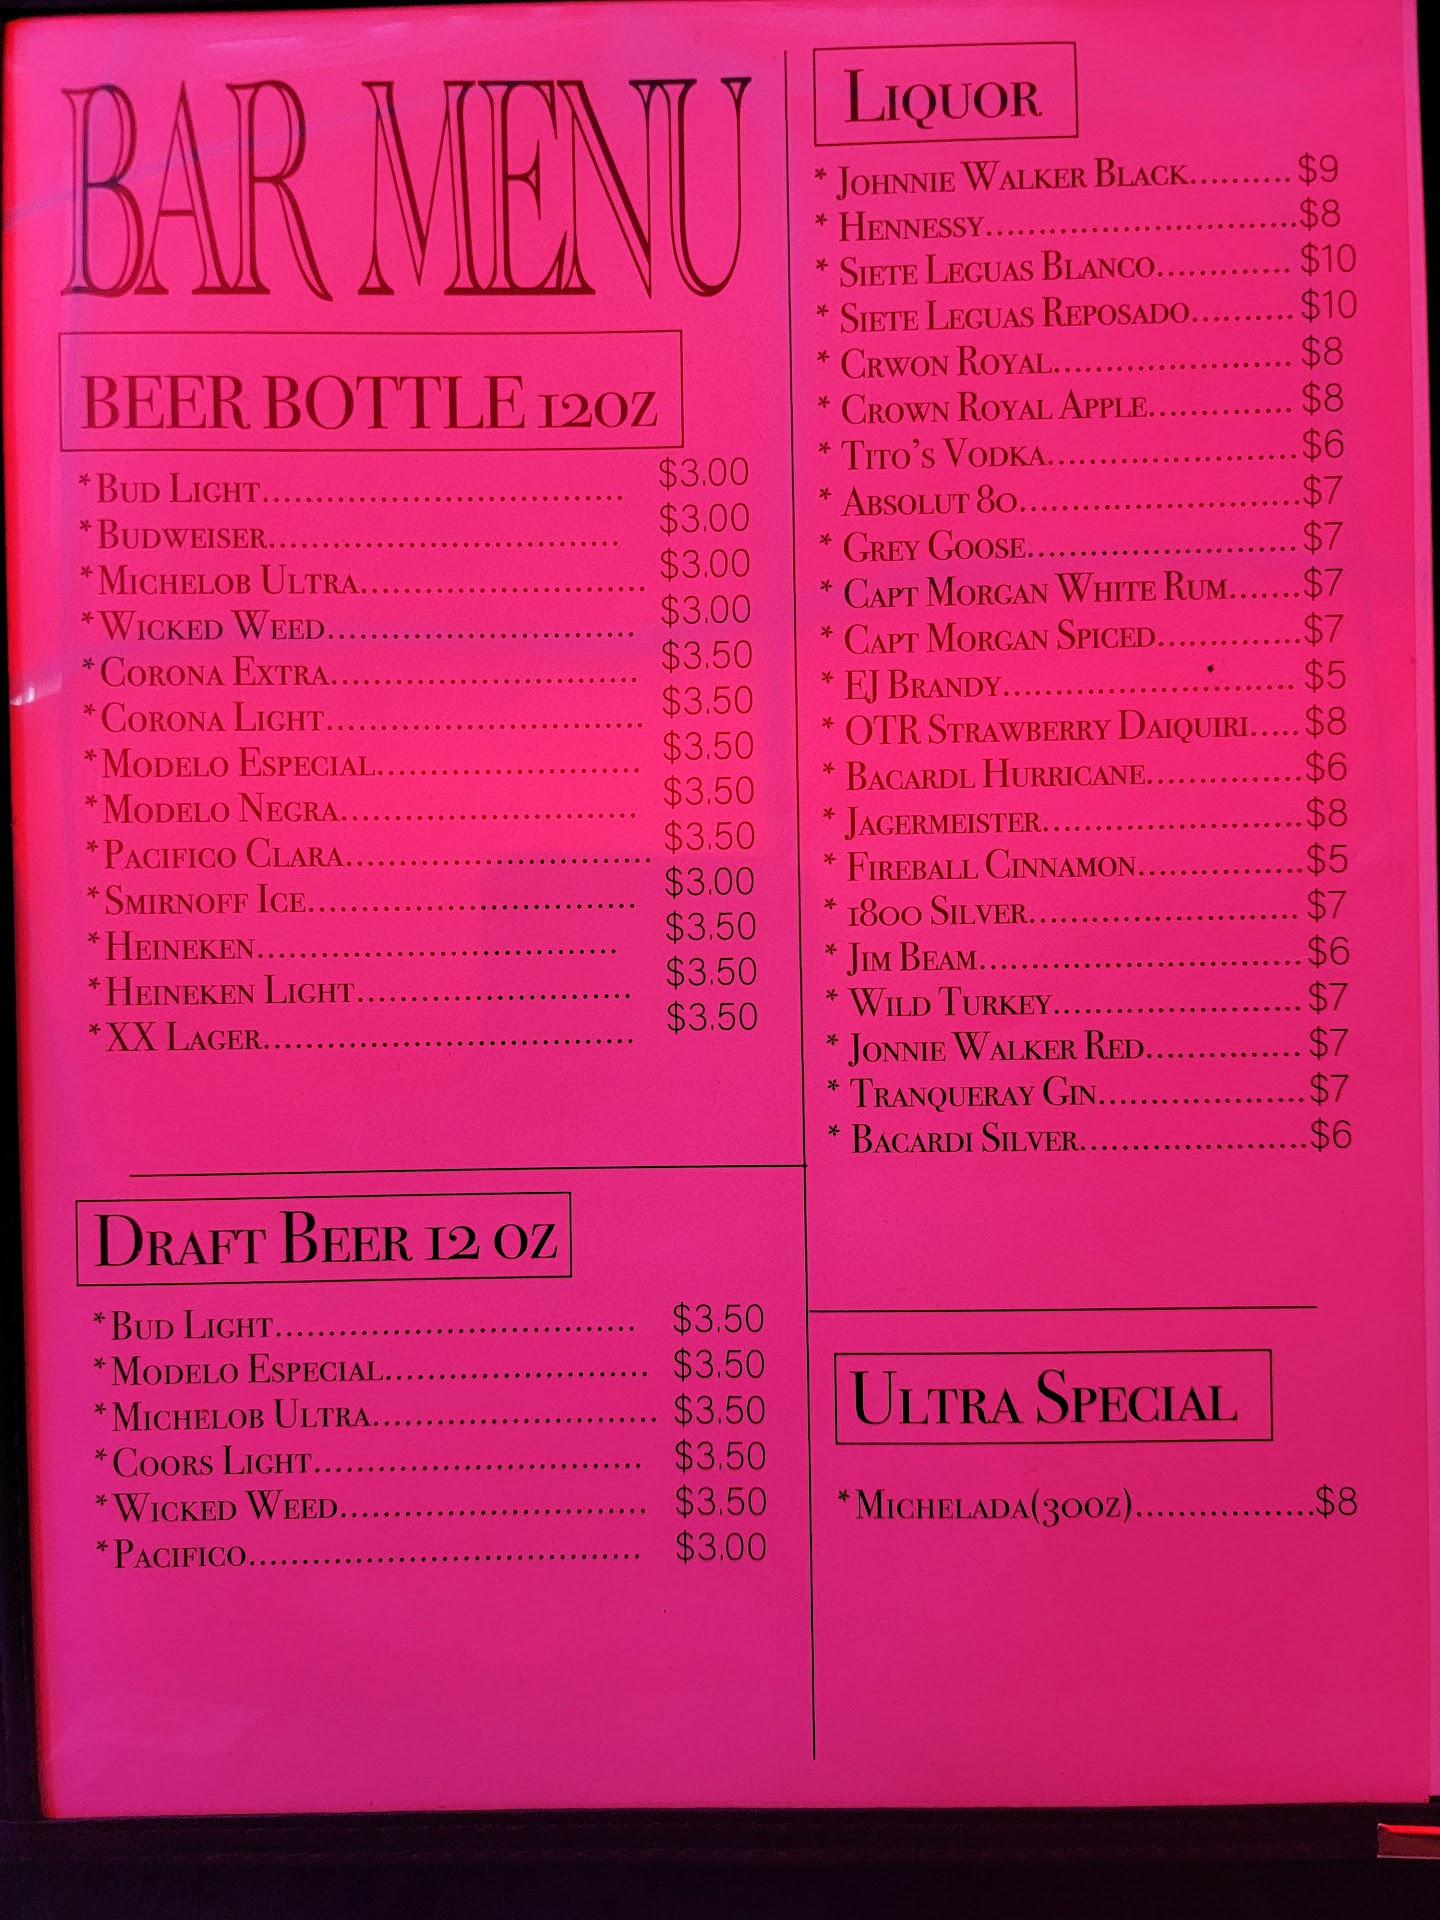 BAR MENU
BEER BOTTLE 12OZ
*Bud Light.................................. $3.00
*Budweiser................................. $3.00
*Michelob Ultra........................... $3.00
*Wicked Weed............................. $3.00
*Corona Extra............................. $3.50
*Corona Light.............................. $3.50
*Modelo Especial......................... $3.50
*Modelo Negra............................ $3.50
*Pacifico Clara............................. $3.50
*Smirnoff Ice............................... $3.00
*Heineken.................................. $3.50
*Heineken Light.......................... $3.50
*XX Lager................................... $3.50
Draft Beer 12 oz
*Bud Light.................................. $3.50
*Modelo Especial......................... $3.50
*Michelob Ultra........................... $3.50
*Coors Light............................... $3.50
*Wicked Weed............................. $3.50
*Pacifico..................................... $3.00
Liquor
* Johnnie Walker Black.......... $9
* Hennessy..............................$8
* Siete Leguas Blanco............. $10
* Siete Leguas Reposado.......... $10
* Crwon Royal....................... $8
* Crown Royal Apple.............. $8
* Tito's Vodka........................$6
* Absolut 80...........................$7
* Grey Goose..........................$7
* Capt Morgan White Rum.......$7
* Capt Morgan Spiced..............$7
* EJ Brandy............................ $5
* OTR Strawberry Daiquiri.....$8
* Bacardl Hurricane...............$6
* Jagermeister.........................$8
* Fireball Cinnamon................$5
* 1800 Silver.......................... $7
* Jim Beam...............................$6
* Wild Turkey........................ $7
* Jonnie Walker Red............... $7
* Tranqueray Gin....................$7
* Bacardi Silver......................$6
Ultra Special
*Michelada(30oz).................$8